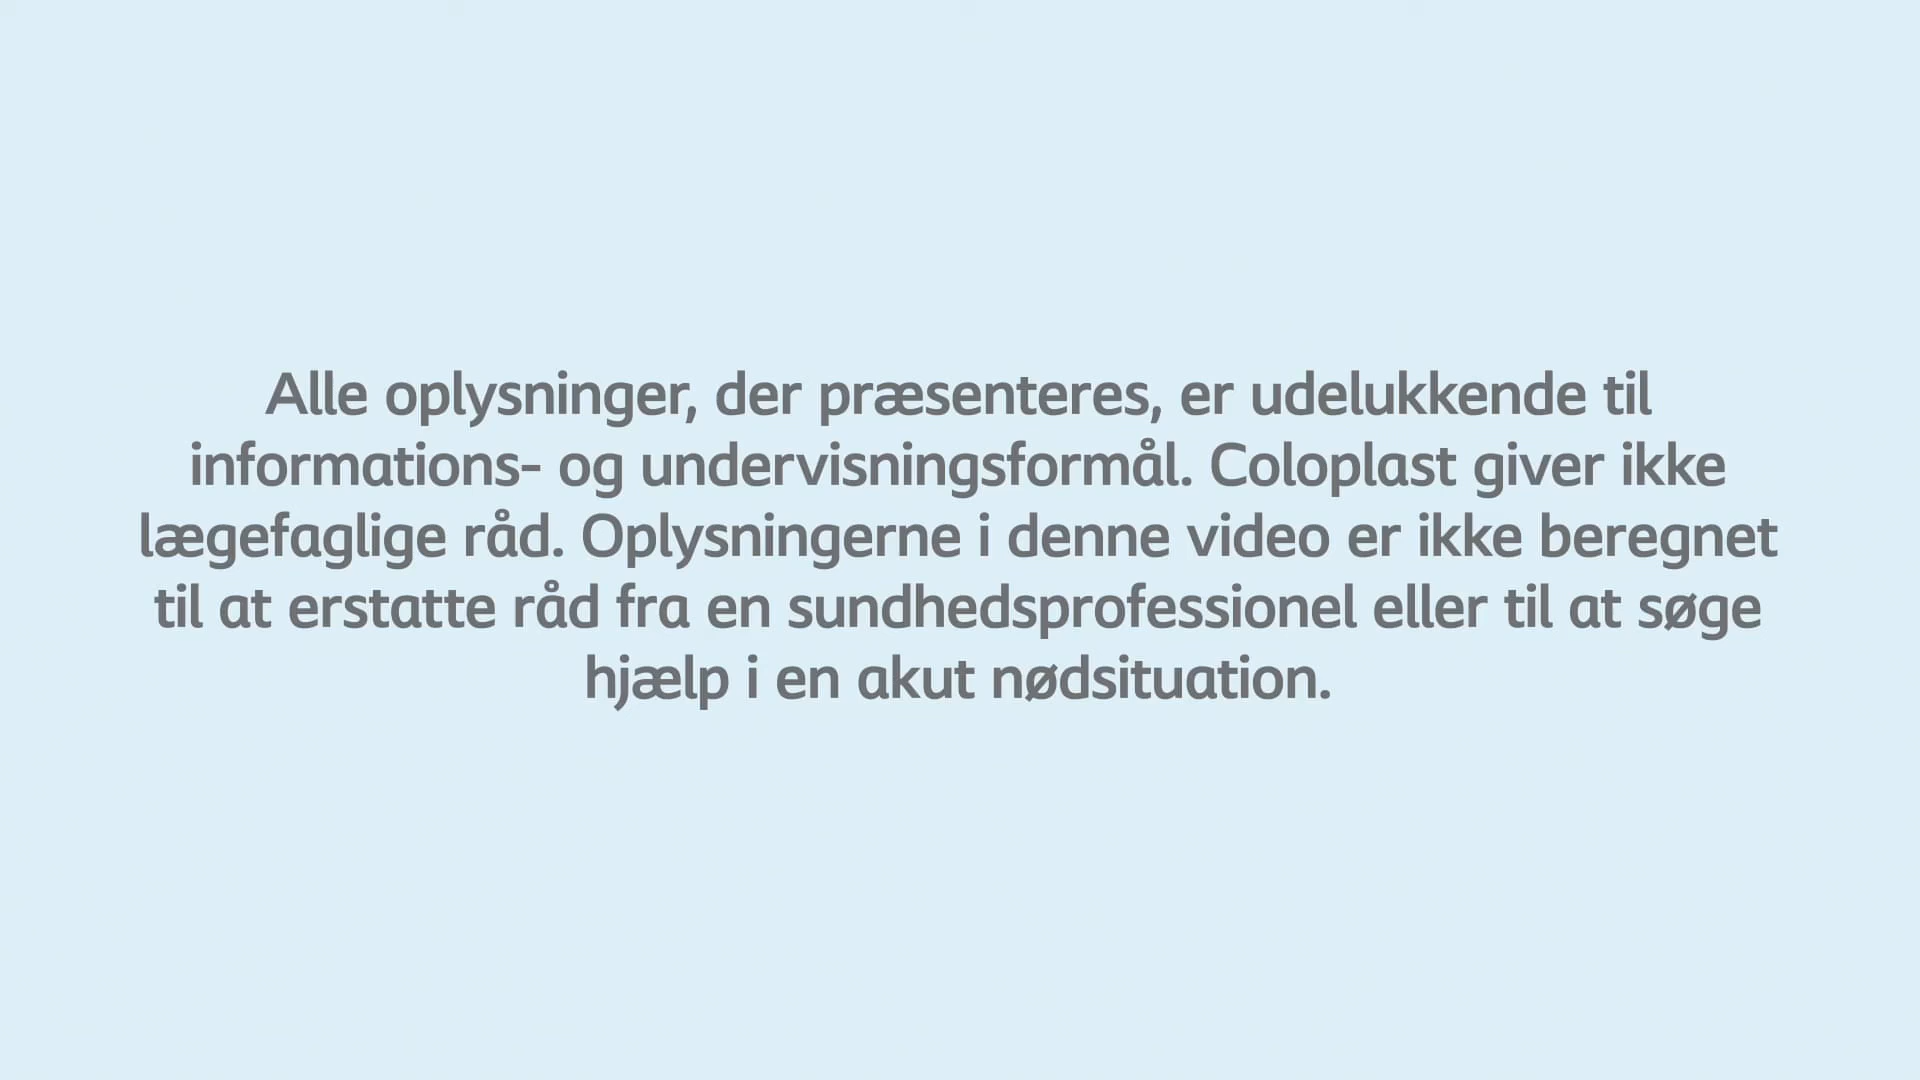 Alle oplysninger, der præsenteres, er udelukkende til
informations- og undervisningsformål. Coloplast giver ikke
lægefaglige råd. Oplysningerne i denne video er ikke beregnet
til at erstatte råd fra en sundhedsprofessionel eller til at søge
hjælp i en akut nødsituation.